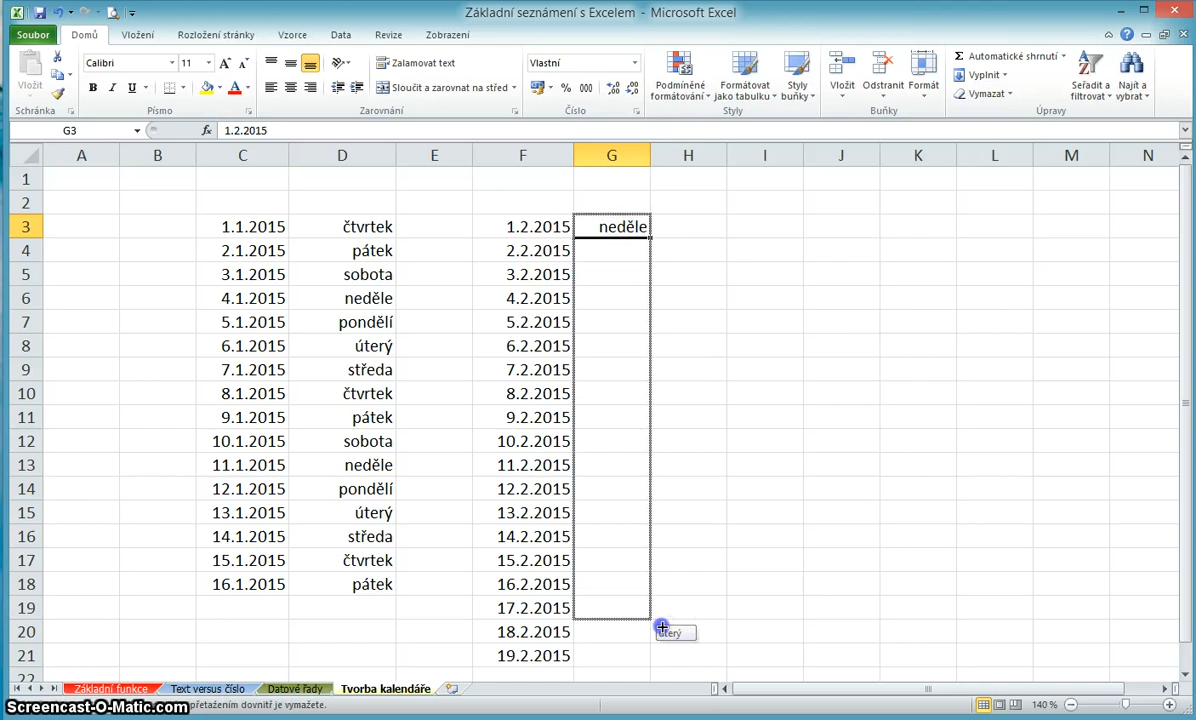 Základní seznámení s Excelem - Microsoft Excel
Soubor Domů Vložení Rozložení stránky Vzorce Data Revize Zobrazení
Vložit
Schránka
Calibri 11
B I U
Písmo
Zalamovat text
Sloučit a zarovnat na střed
Zarovnání
Vlastní
% 000
Číslo
Podmíněné formátování
Formátovat jako tabulku
Styly buňky
Styly
Vložit Odstranit Formát
Buňky
Automatické shrnutí
Vyplnit
Vymazat
Seřadit a filtrovat
Najít a vybrat
Úpravy
G3 fx 1.2.2015
A B C D E F G H I J K L M N
1
2
3 1.1.2015 čtvrtek 1.2.2015 neděle
4 2.1.2015 pátek 2.2.2015
5 3.1.2015 sobota 3.2.2015
6 4.1.2015 neděle 4.2.2015
7 5.1.2015 pondělí 5.2.2015
8 6.1.2015 úterý 6.2.2015
9 7.1.2015 středa 7.2.2015
10 8.1.2015 čtvrtek 8.2.2015
11 9.1.2015 pátek 9.2.2015
12 10.1.2015 sobota 10.2.2015
13 11.1.2015 neděle 11.2.2015
14 12.1.2015 pondělí 12.2.2015
15 13.1.2015 úterý 13.2.2015
16 14.1.2015 středa 14.2.2015
17 15.1.2015 čtvrtek 15.2.2015
18 16.1.2015 pátek 16.2.2015
19 17.2.2015
20 18.2.2015 úterý
21 19.2.2015
22
Základní funkce Text versus číslo Datové řady Tvorba kalendáře
Screencast-O-Matic.com přetažením dovnitř je vymažete. 140 %